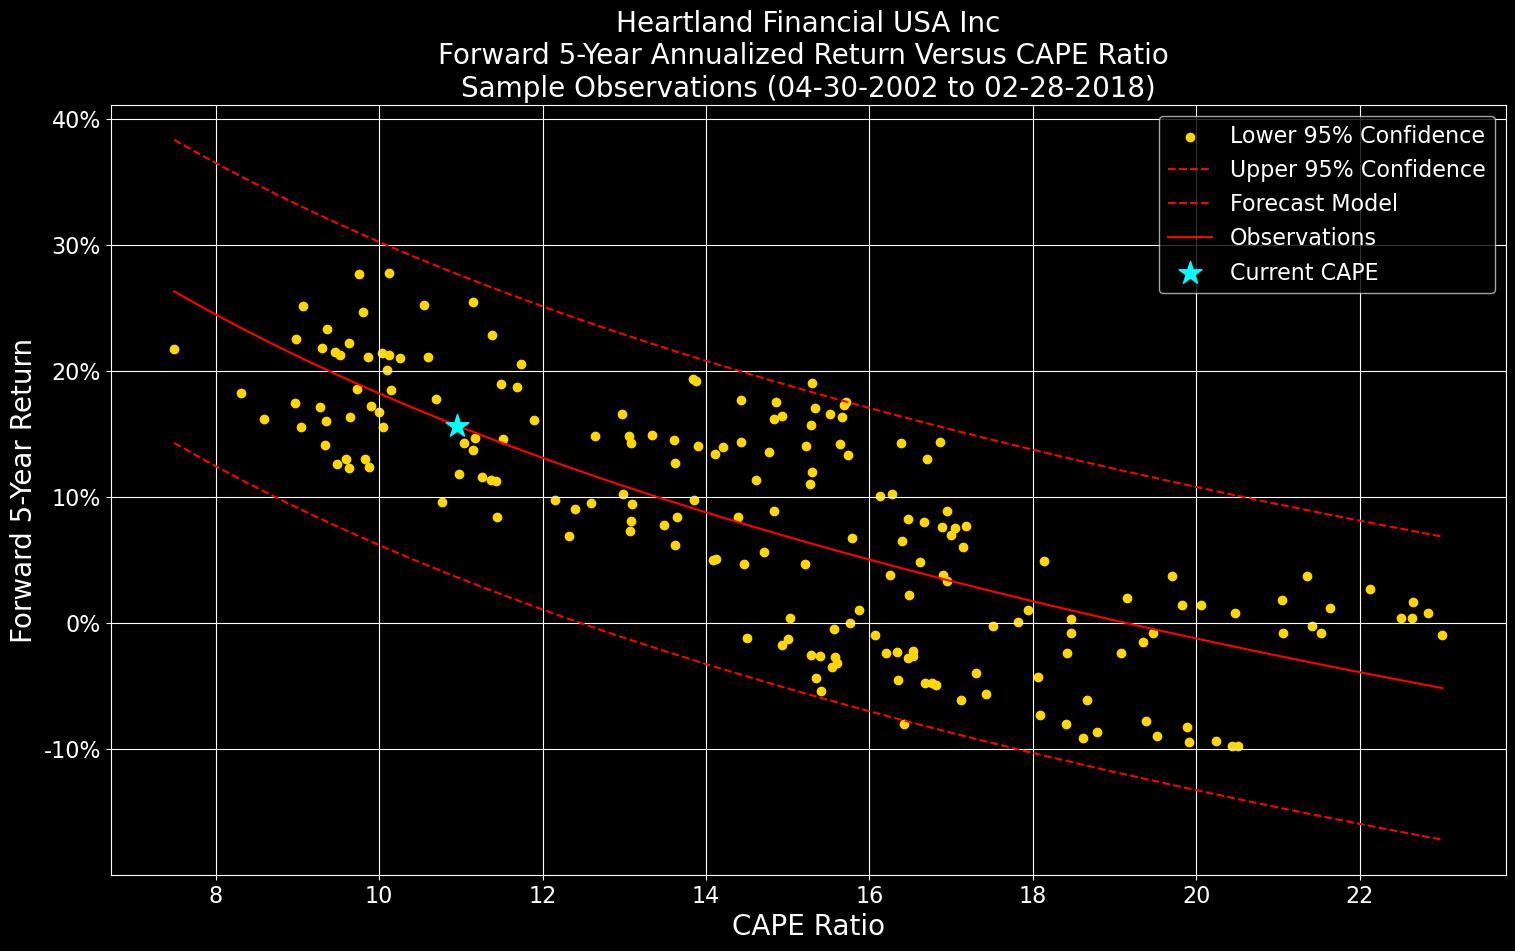 Heartland Financial USA Inc
Forward 5-Year Annualized Return Versus CAPE Ratio
Sample Observations (04-30-2002 to 02-28-2018)
Lower 95% Confidence
Upper 95% Confidence
Forecast Model
Observations
Current CAPE
Forward 5-Year Return
40%
30%
20%
10%
0%
-10%
8 10 12 14 16 18 20 22
CAPE Ratio